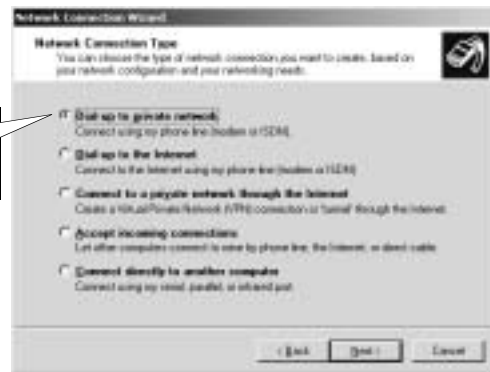 Network Connection Wizard
Network Connection Type
You can choose the type of network connection you want to create, based on
your network configuration and your networking needs.
Dial-up to private network
Connect using my phone line (modem or ISDN).
Dial-up to the Internet
Connect to the Internet using my phone line (modem or ISDN).
Connect to a private network through the Internet
Create a Virtual Private Network (VPN) connection or 'tunnel' through the Internet.
Accept incoming connections
Let other computers connect to mine by phone line, the Internet, or direct cable.
Connect directly to another computer
Connect using my serial, parallel, or infrared port.
< Back Next > Cancel